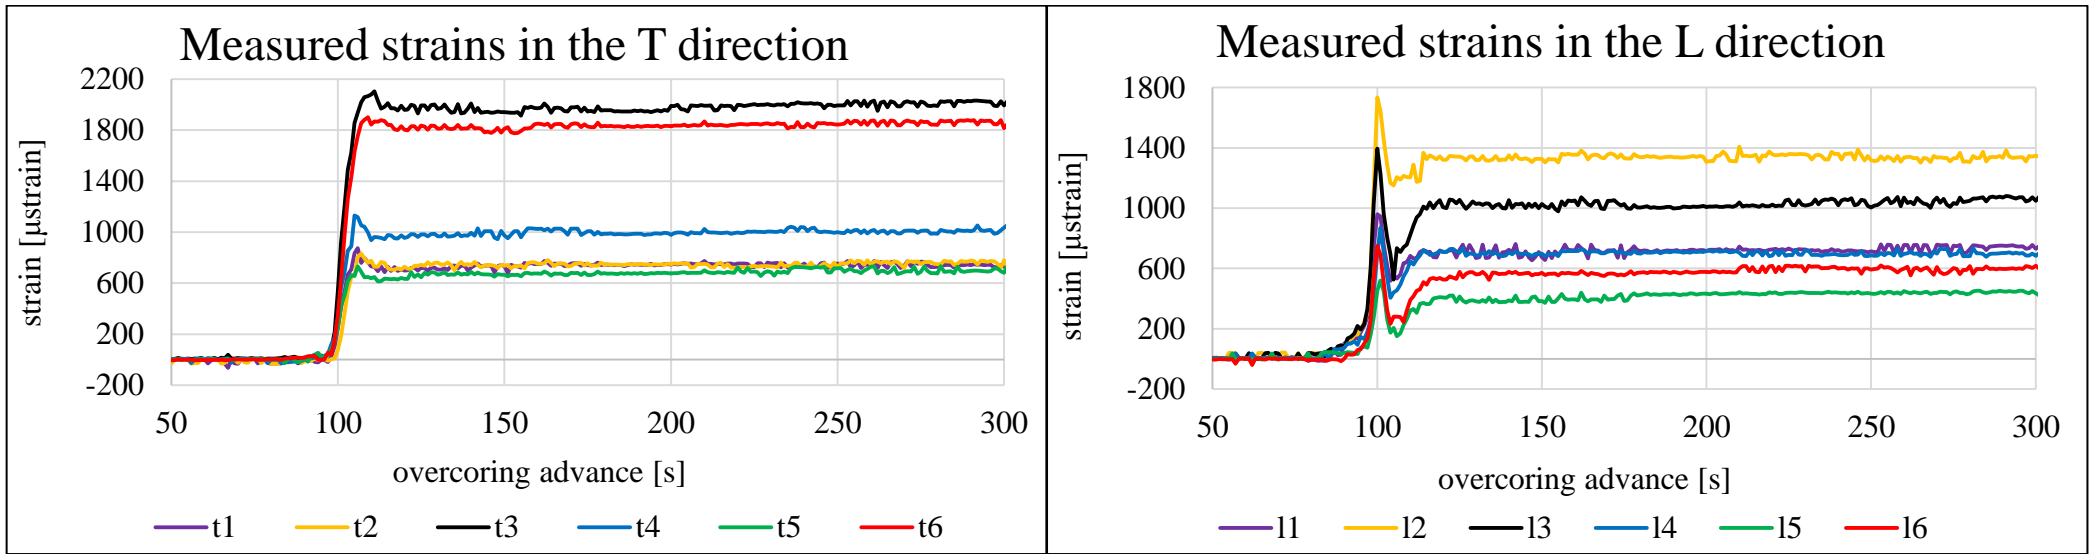 Measured strains in the T direction
2200
1800
1400
1000
600
200
-200
strain [µstrain]
50 100 150 200 250 300
overcoring advance [s]
t1 t2 t3 t4 t5 t6
Measured strains in the L direction
1800
1400
1000
600
200
-200
strain [µstrain]
50 100 150 200 250 300
overcoring advance [s]
l1 l2 l3 l4 l5 l6